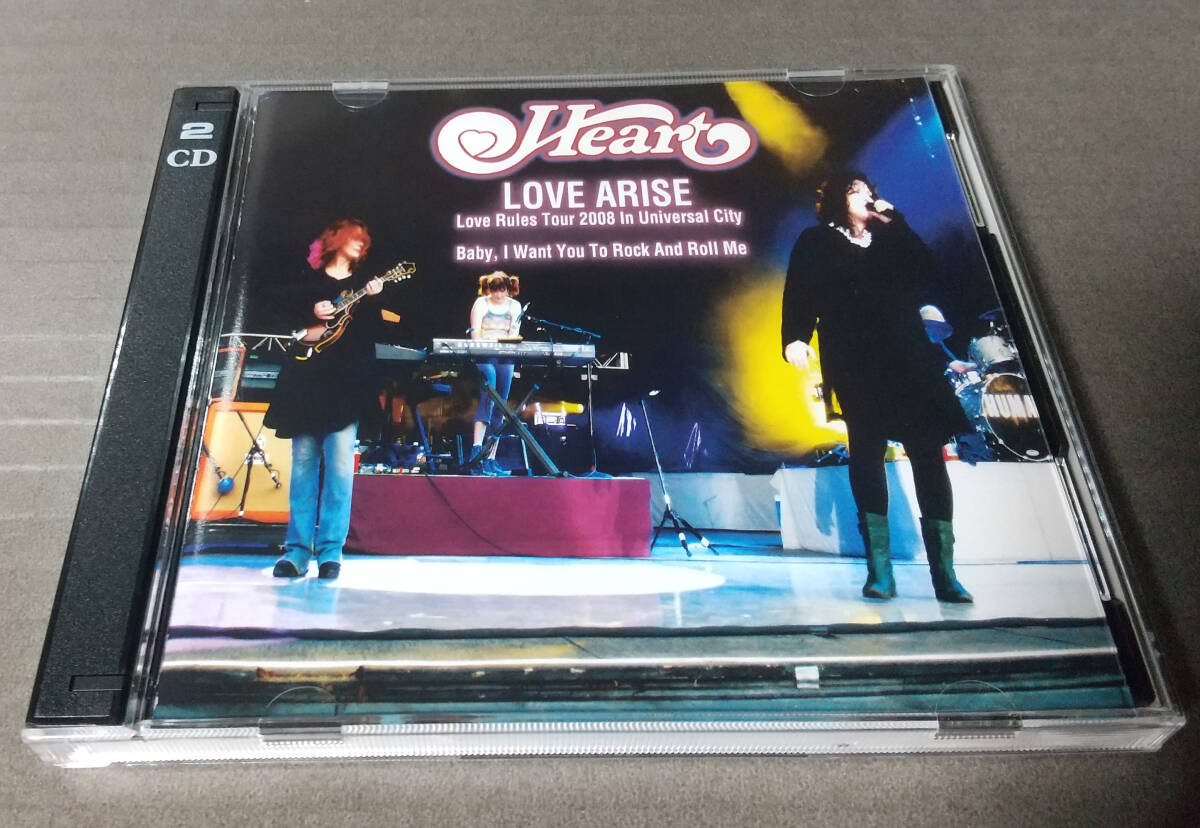 2
CD
Heart
LOVE ARISE
Love Rules Tour 2008 In Universal City
Baby, I Want You To Rock And Roll Me
HUMA